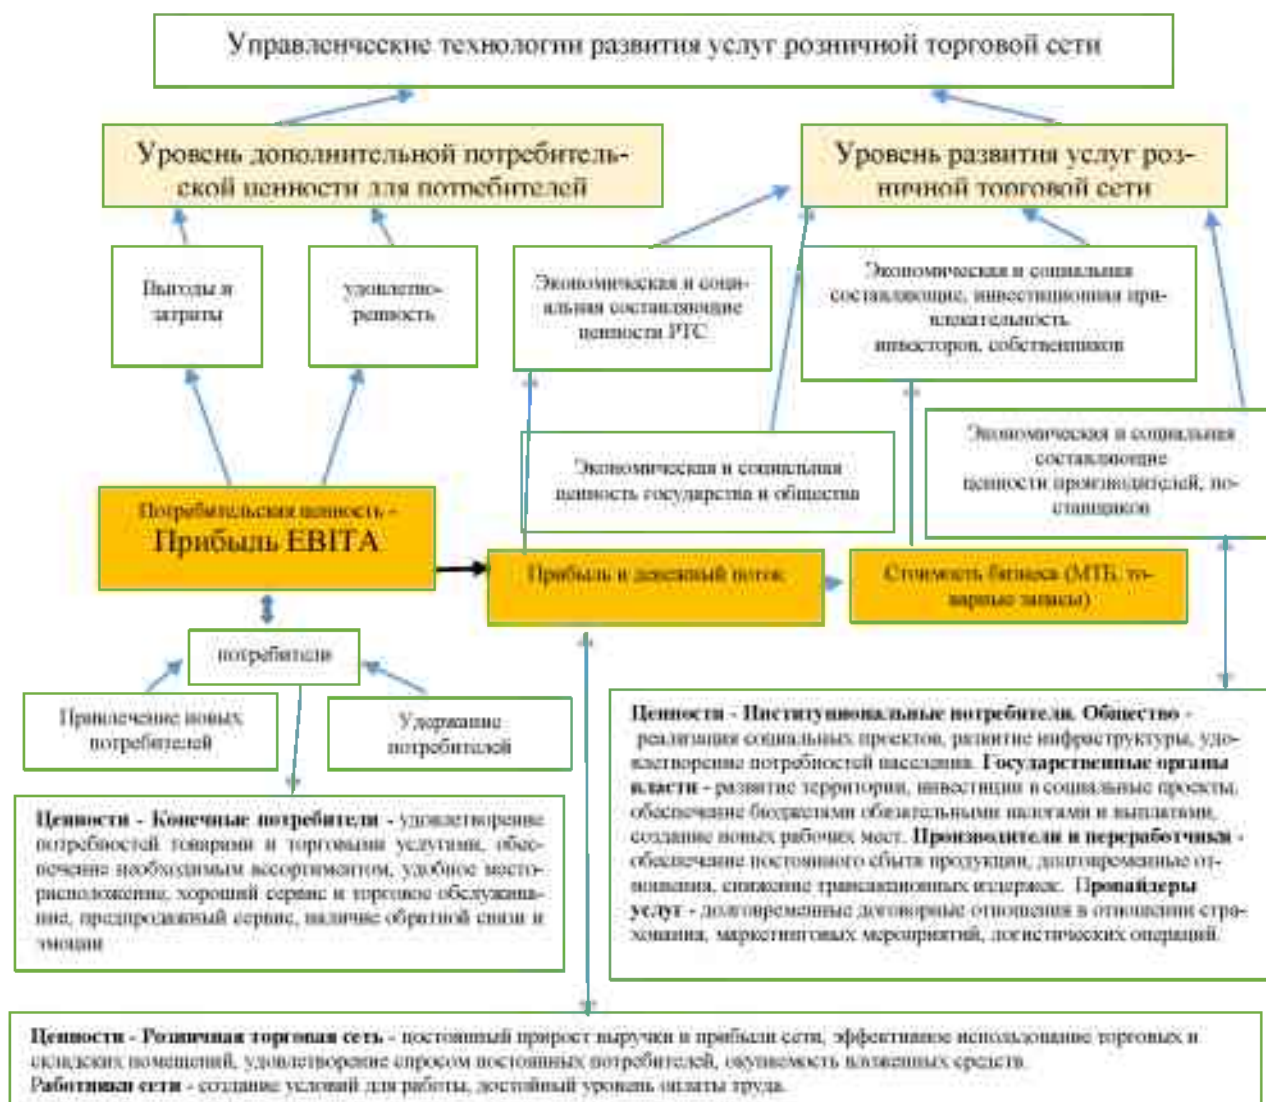 Управленческие технологии развития услуг розничной торговой сети
Уровень дополнительной потребитель-
ской ценности для потребителей
Уровень развития услуг роз-
ничной торговой сети
Выгоды и
затраты
удовлетво-
ренность
Экономическая и соци-
альная составляющие
ценности РТС
Экономическая и социальная
составляющие, инвестиционная при-
влекательность
инвесторов, собственников
Экономическая и социальная
ценность государства и общества
Экономическая и социальная
составляющие
ценности производителей, по-
ставщиков
Потребительская ценность -
Прибыль EBITA
Прибыль и денежный поток
Стоимость бизнеса (МТБ, то-
варные запасы)
потребители
Привлечение новых
потребителей
Удержание
потребителей
Ценности - Институциональные потребители. Общество -
реализация социальных проектов, развитие инфраструктуры, удо-
влетворение потребностей населения. Государственные органы
власти - развитие территории, инвестиции в социальные проекты,
обеспечение бюджетами обязательными налогами и выплатами,
создание новых рабочих мест. Производители и переработчики -
обеспечание постоянного сбыта продукции, долговременные от-
ношения, снижение трансакционных издержек. Провайдеры
услуг - долговременные договорные отношения в отношении стра-
хования, маркетинговых мероприятий, логистических операций.
Ценности - Конечные потребители - удовлетворение
потребностей товарами и торговыми услугами, обес-
печение необходимым ассортиментом, удобное место-
расположение, хороший сервис и торговое обслужива-
ние, предпродажный сервис, наличие обратной связи и
эмоции
Ценности - Розничная торговая сеть - постоянный прирост выручки и прибыли сети, эффективное использование торговых и
складских помещений, удовлетворение спросом постоянных потребителей, окупаемость вложенных средств.
Работники сети - создание условий для работы, достойный уровень оплаты труда.